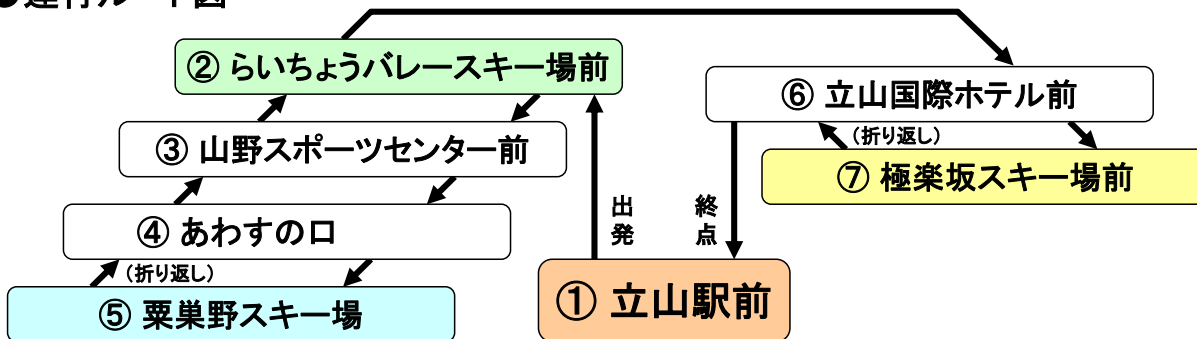 ② らいちょうバレースキー場前
⑥ 立山国際ホテル前
③ 山野スポーツセンター前
(折り返し)
⑦ 極楽坂スキー場前
④ あわすの口
出発
終点
(折り返し)
⑤ 粟巣野スキー場
① 立山駅前